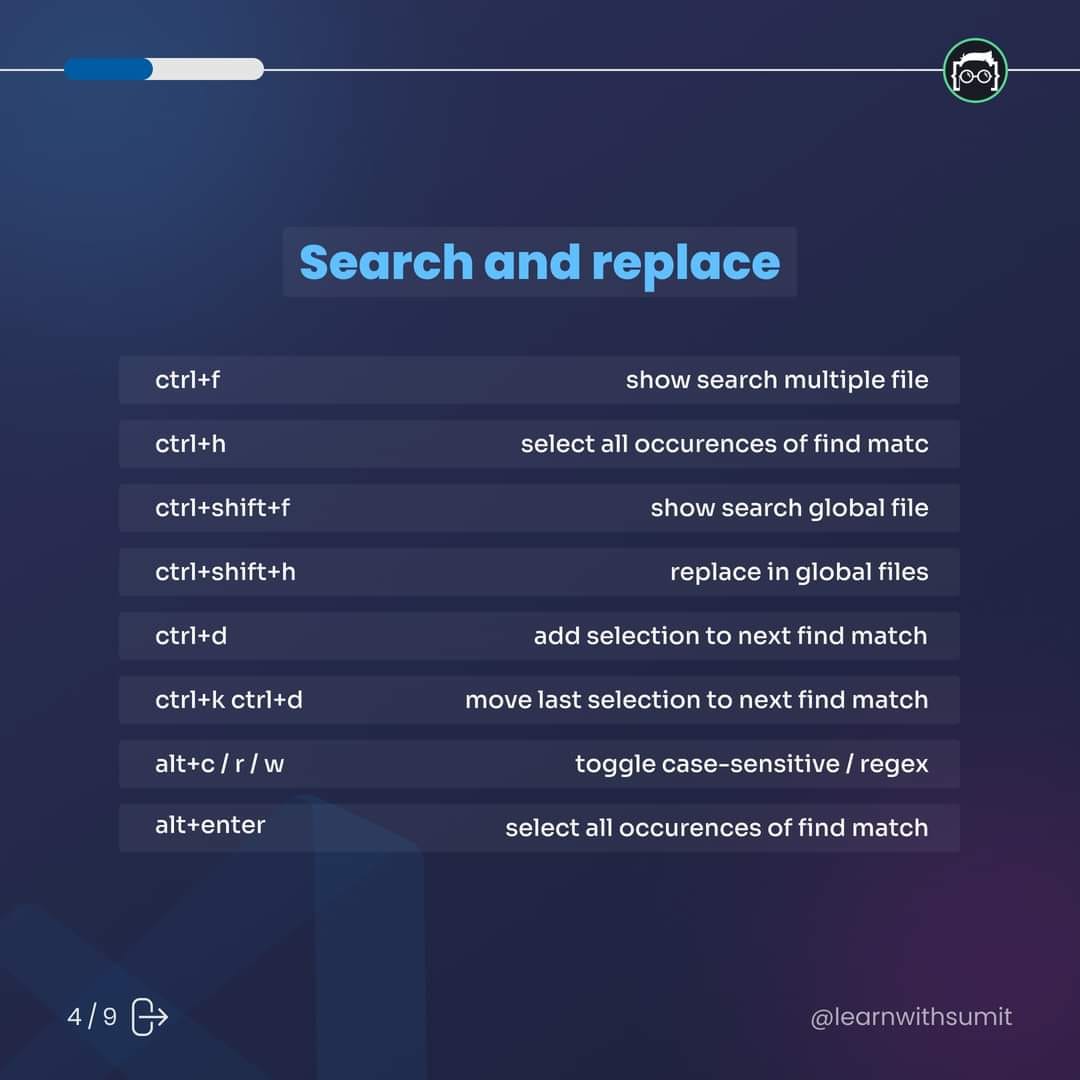 Search and replace
ctrl+f show search multiple file
ctrl+h select all occurences of find matc
ctrl+shift+f show search global file
ctrl+shift+h replace in global files
ctrl+d add selection to next find match
ctrl+k ctrl+d move last selection to next find match
alt+c / r / w toggle case-sensitive / regex
alt+enter select all occurences of find match
4 / 9 @learnwithsumit